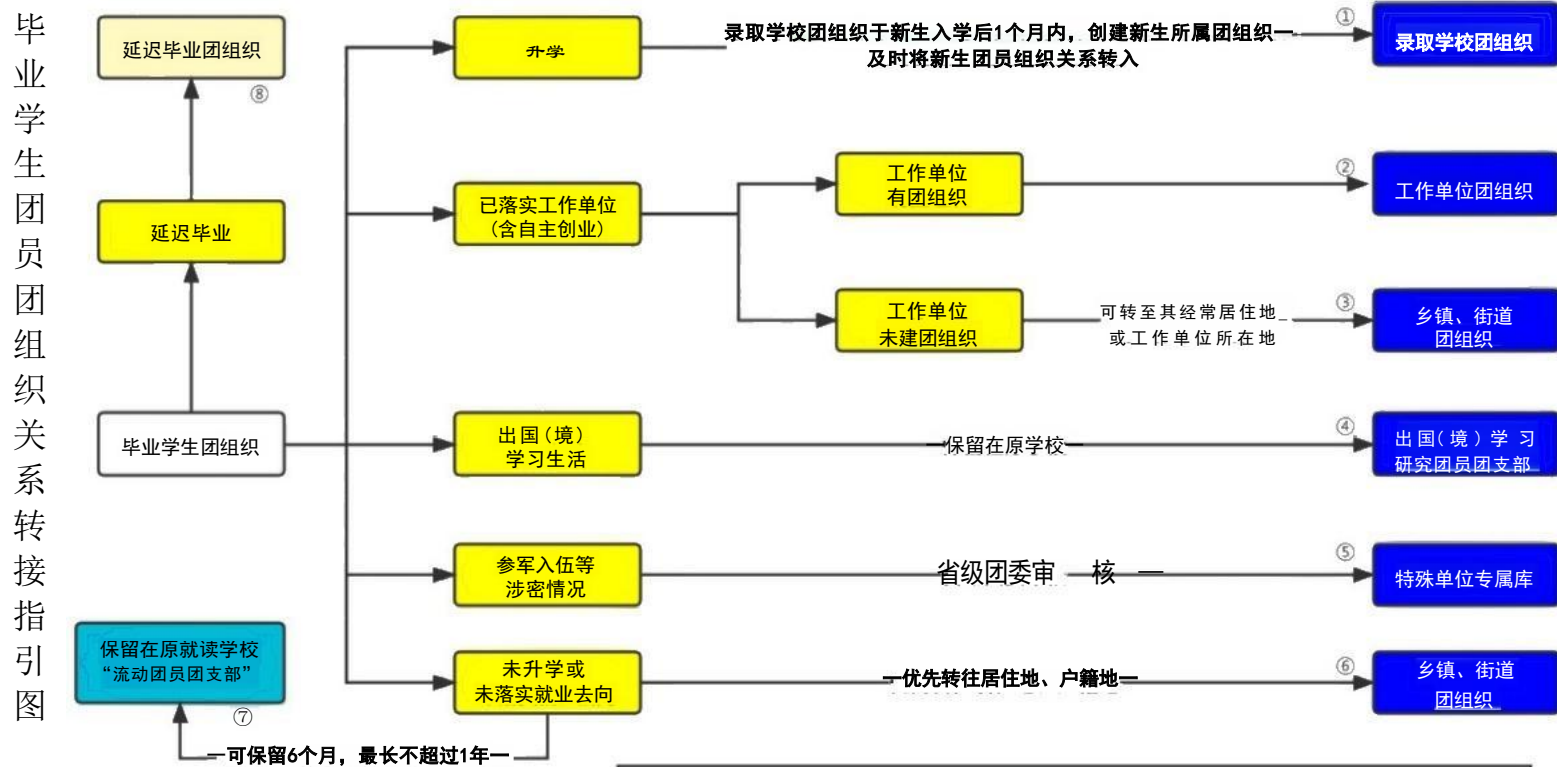 毕业学生团员团组织关系转接指引图
延迟毕业团组织
⑧
延迟毕业
毕业学生团组织
升学
录取学校团组织于新生入学后1个月内，创建新生所属团组织一
及时将新生团员组织关系转入
①
录取学校团组织
已落实工作单位
(含自主创业)
工作单位
有团组织
②
工作单位团组织
工作单位
未建团组织
可转至其经常居住地
或工作单位所在地
③
乡镇、街道
团组织
出国(境)
学习生活
一保留在原学校一
④
出国(境)学习
研究团员团支部
参军入伍等
涉密情况
省级团委审 核 一
⑤
特殊单位专属库
未升学或
未落实就业去向
一优先转往居住地、户籍地一
⑥
乡镇、街道
团组织
保留在原就读学校
“流动团员团支部”
⑦
一可保留6个月，最长不超过1年一